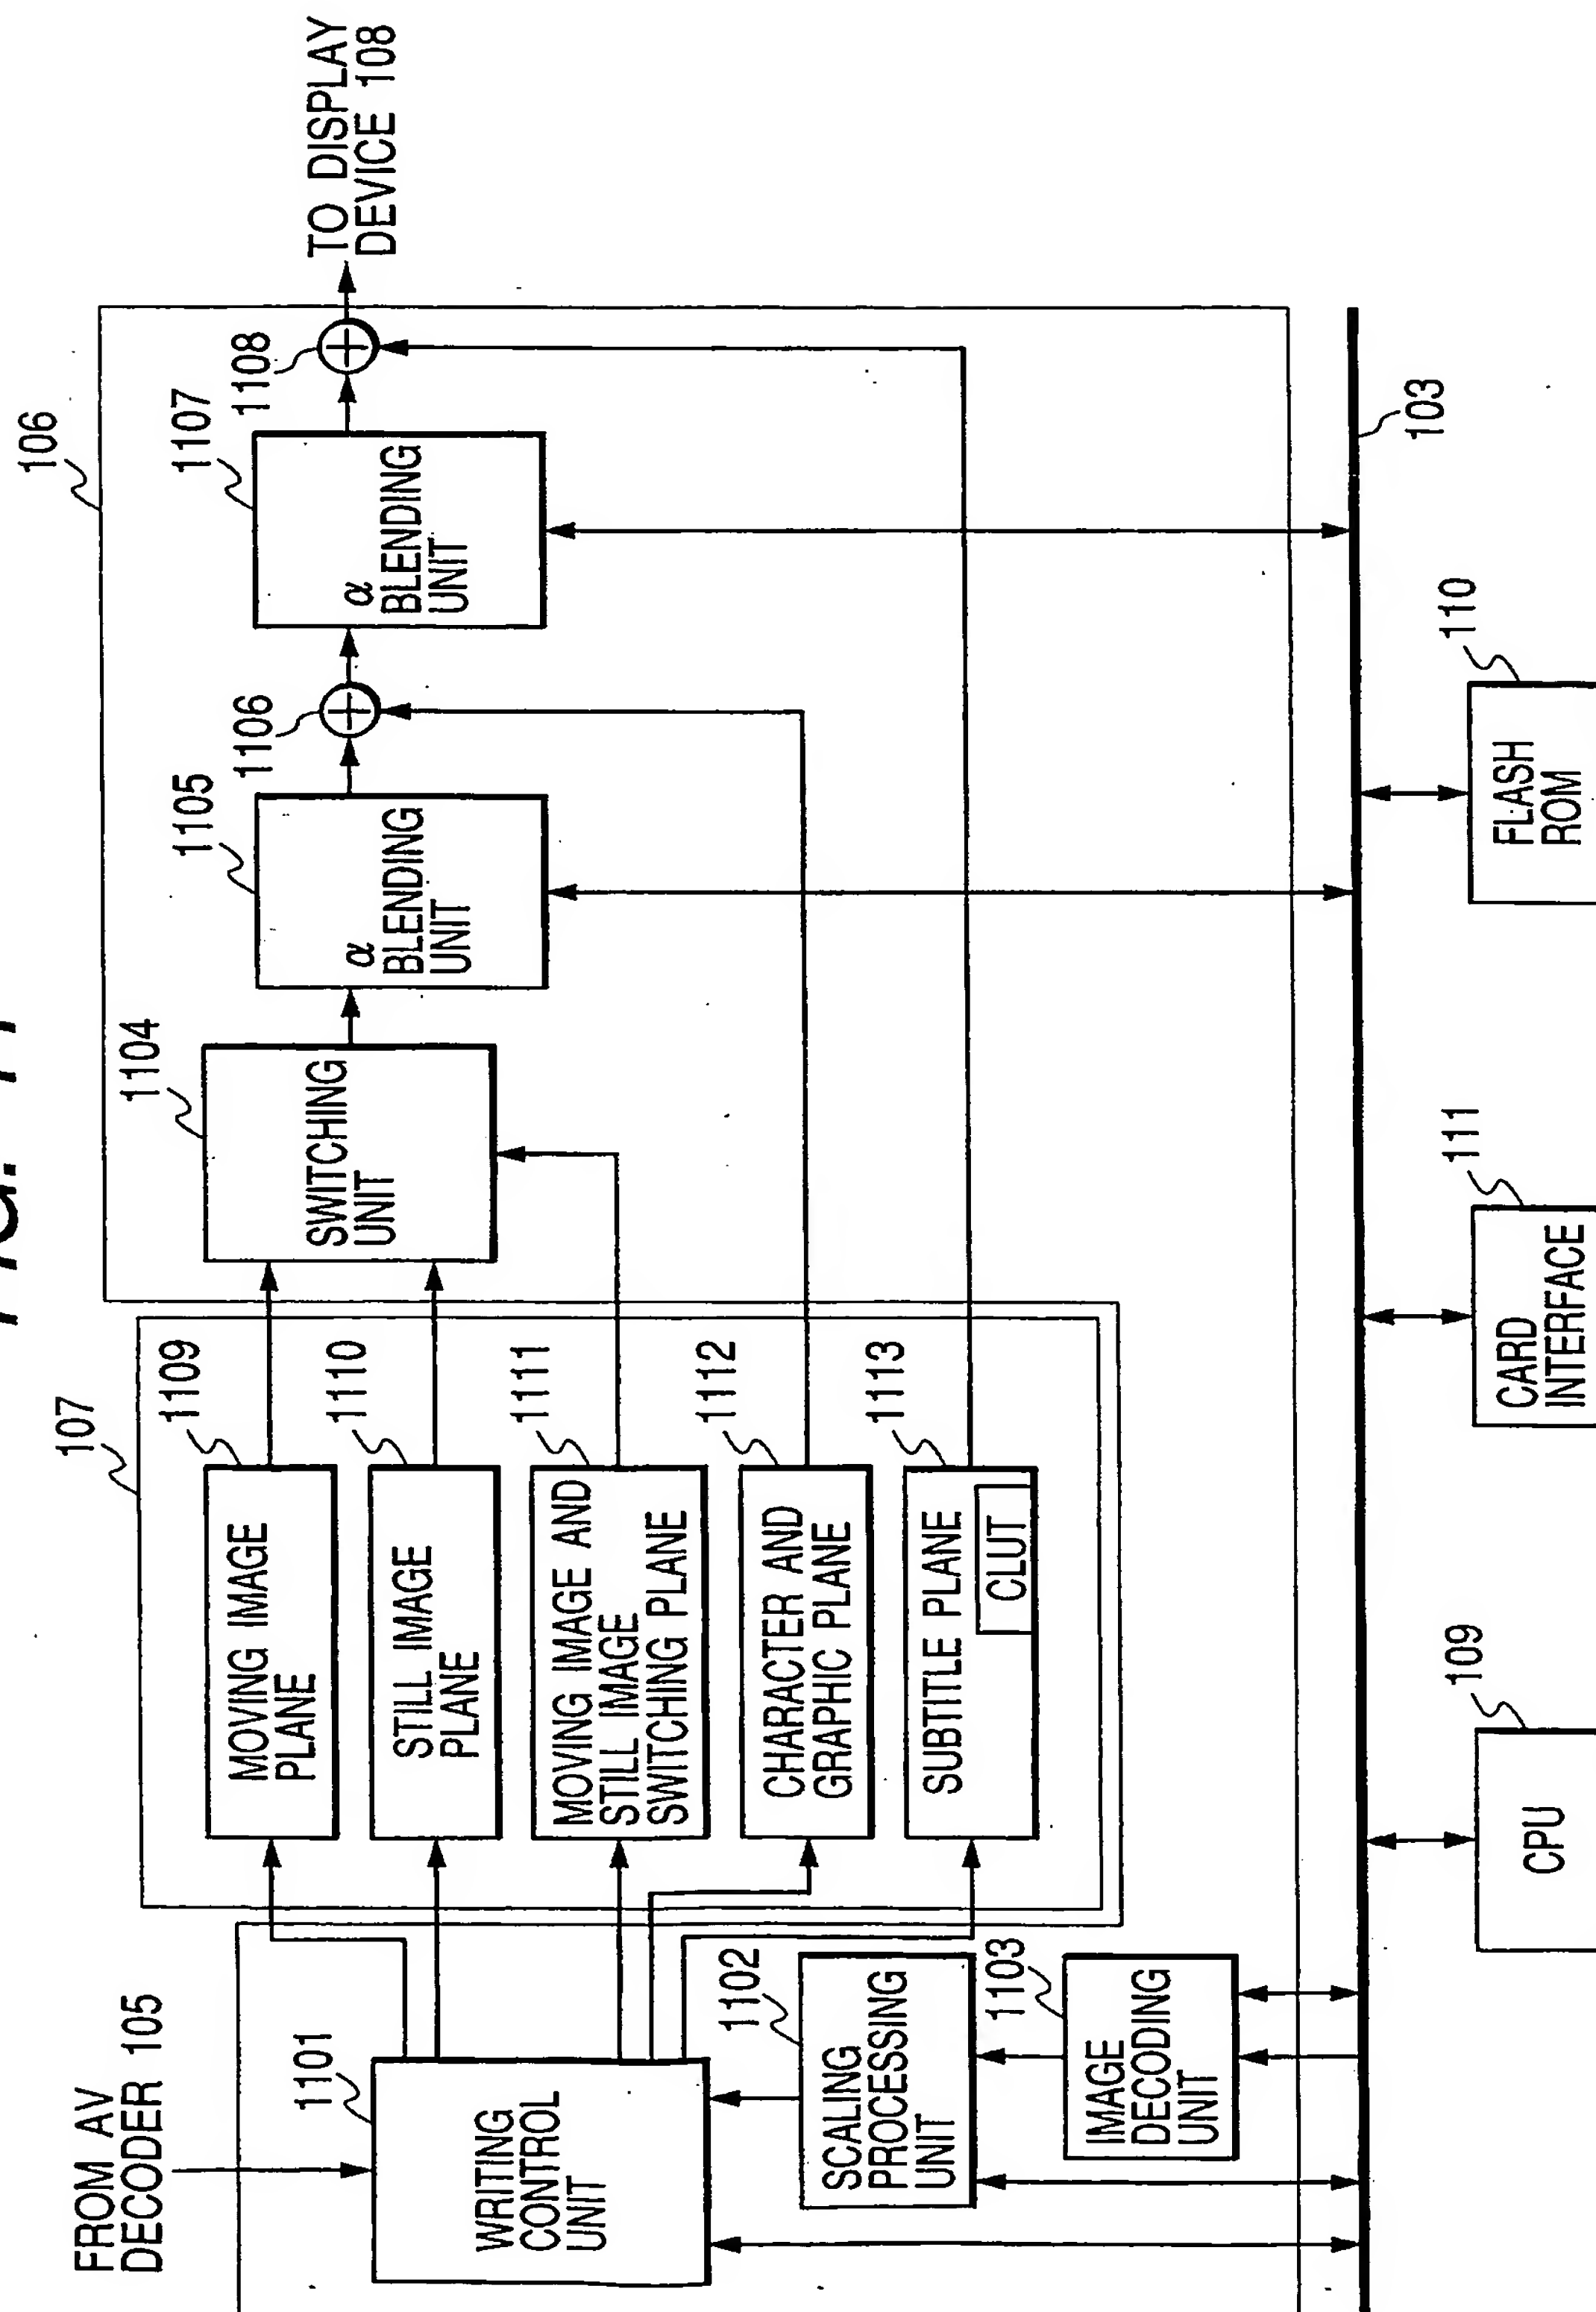 FIG. 11
106
107
FROM AV
DECODER 105
1101
WRITING
CONTROL
UNIT
1102
SCALING
PROCESSING
UNIT
1103
IMAGE
DECODING
UNIT
1109
MOVING IMAGE
PLANE
1110
STILL IMAGE
PLANE
1111
MOVING IMAGE AND
STILL IMAGE
SWITCHING PLANE
1112
CHARACTER AND
GRAPHIC PLANE
1113
SUBTITLE PLANE
CLUT
1104
SWITCHING
UNIT
1105
α
BLENDING
UNIT
1106
1107
α
BLENDING
UNIT
1108
TO DISPLAY
DEVICE 108
103
109
CPU
111
CARD
INTERFACE
110
FLASH
ROM